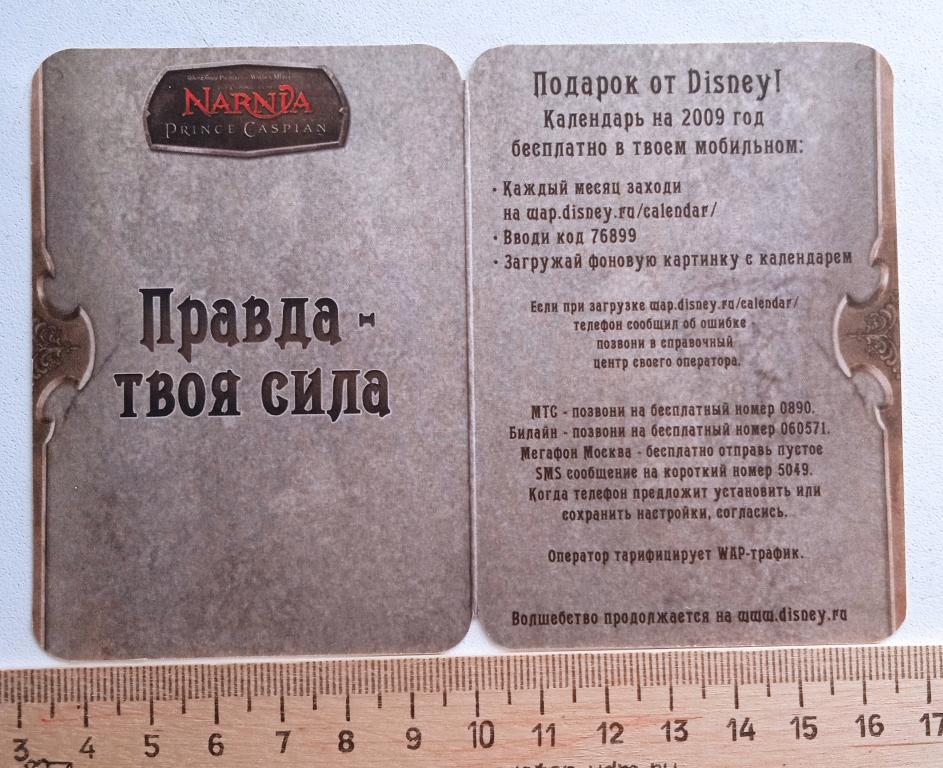 Walt Disney Pictures Walden Media
NARNIA
PRINCE CASPIAN
Правда -
твоя сила
Подарок от Disney!
Календарь на 2009 год
бесплатно в твоем мобильном:
· Каждый месяц заходи
на wap.disney.ru/calendar/
· Вводи код 76899
· Загружай фоновую картинку с календарем
Если при загрузке wap.disney.ru/calendar/
телефон сообщил об ошибке -
позвони в справочный
центр своего оператора.
МТС - позвони на бесплатный номер 0890.
Билайн - позвони на бесплатный номер 060571.
Мегафон Москва - бесплатно отправь пустое
SMS сообщение на короткий номер 5049.
Когда телефон предложит установить или
сохранить настройки, согласись.
Оператор тарифицирует WAP-трафик.
Волшебство продолжается на www.disney.ru
3 4 5 6 7 8 9 10 11 12 13 14 15 16 17